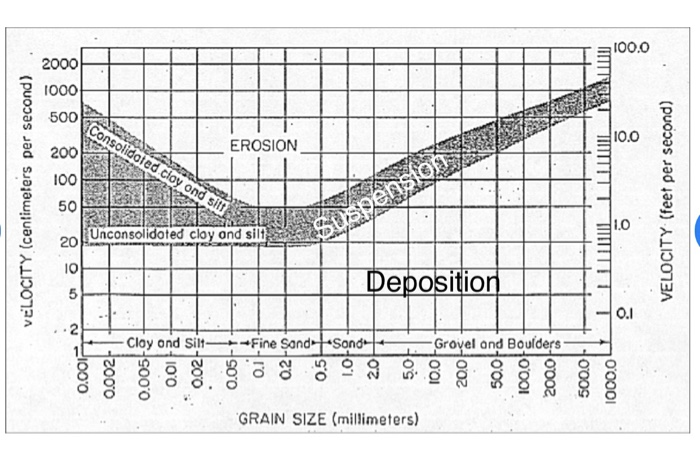 VELOCITY (centimeters per second)
2000
1000
500
200
100
50
20
10
5
2
1
EROSION
Consolidated clay and silt
Unconsolidated clay and silt
Suspension
Deposition
Clay and Silt
Fine Sand
Sand
Gravel and Boulders
0.001
0.002
0.005
0.01
0.02
0.05
0.1
0.2
0.5
1.0
2.0
5.0
10.0
20.0
50.0
100.0
200.0
500.0
1000.0
GRAIN SIZE (millimeters)
100.0
10.0
1.0
0.1
VELOCITY (feet per second)